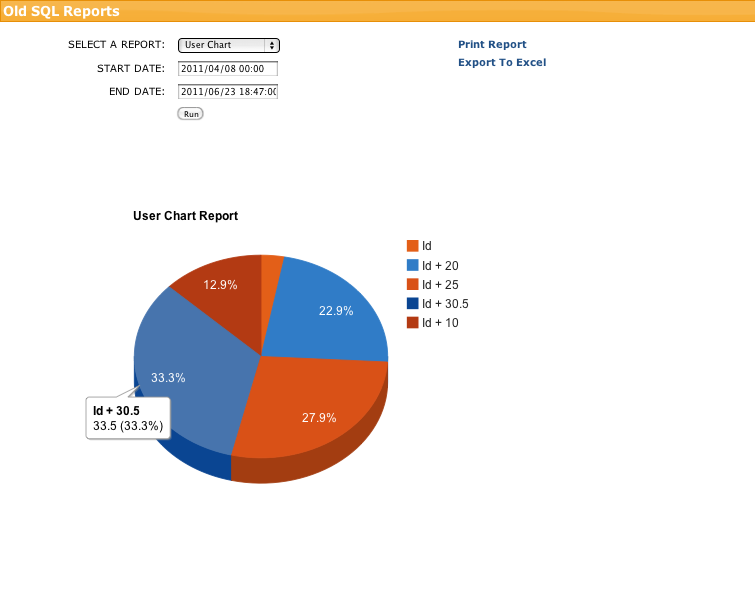 Old SQL Reports
SELECT A REPORT: User Chart
Print Report
START DATE: 2011/04/08 00:00
Export To Excel
END DATE: 2011/06/23 18:47:00
Run
User Chart Report
Id
Id + 20
Id + 25
Id + 30.5
Id + 10
12.9%
22.9%
33.3%
27.9%
Id + 30.5
33.5 (33.3%)